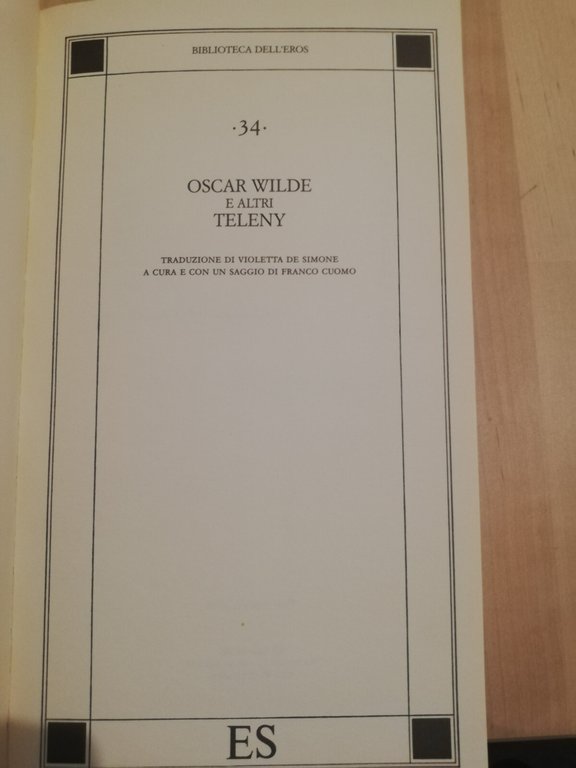 BIBLIOTECA DELL'EROS
·34·
OSCAR WILDE
E ALTRI
TELENY
TRADUZIONE DI VIOLETTA DE SIMONE
A CURA E CON UN SAGGIO DI FRANCO CUOMO
ES